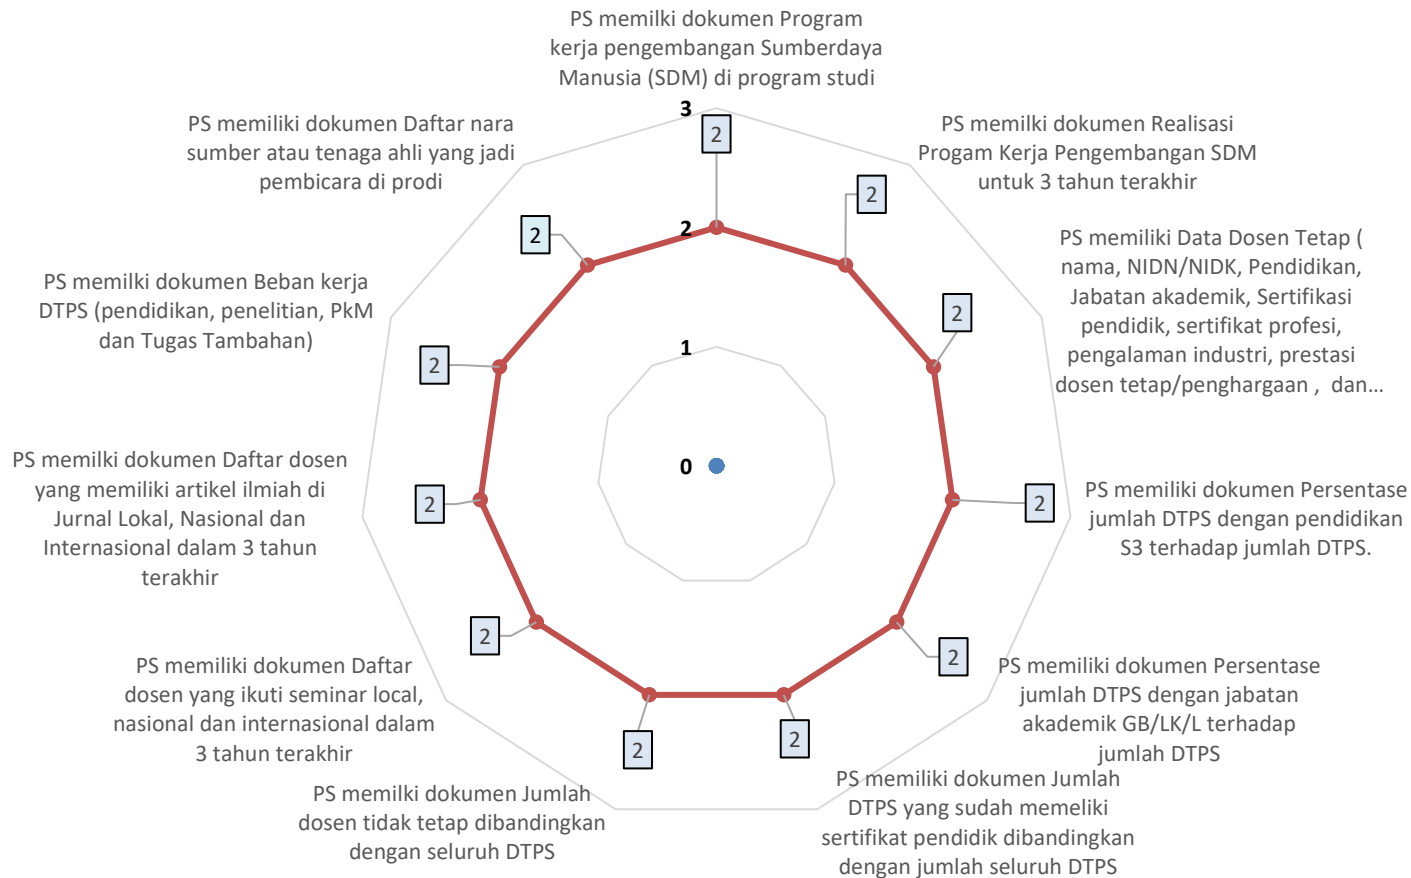 PS memilki dokumen Program
kerja pengembangan Sumberdaya
Manusia (SDM) di program studi
PS memilki dokumen Realisasi
Progam Kerja Pengembangan SDM
untuk 3 tahun terakhir
PS memiliki Data Dosen Tetap (
nama, NIDN/NIDK, Pendidikan,
Jabatan akademik, Sertifikasi
pendidik, sertifikat profesi,
pengalaman industri, prestasi
dosen tetap/penghargaan , dan…
PS memiliki dokumen Persentase
jumlah DTPS dengan pendidikan
S3 terhadap jumlah DTPS.
PS memiliki dokumen Persentase
jumlah DTPS dengan jabatan
akademik GB/LK/L terhadap
jumlah DTPS
PS memiliki dokumen Jumlah
DTPS yang sudah memeliki
sertifikat pendidik dibandingkan
dengan jumlah seluruh DTPS
PS memilki dokumen Jumlah
dosen tidak tetap dibandingkan
dengan seluruh DTPS
PS memiliki dokumen Daftar
dosen yang ikuti seminar local,
nasional dan internasional dalam
3 tahun terakhir
PS memilki dokumen Daftar dosen
yang memiliki artikel ilmiah di
Jurnal Lokal, Nasional dan
Internasional dalam 3 tahun
terakhir
PS memilki dokumen Beban kerja
DTPS (pendidikan, penelitian, PkM
dan Tugas Tambahan)
PS memiliki dokumen Daftar nara
sumber atau tenaga ahli yang jadi
pembicara di prodi
3
2
1
0
2
2
2
2
2
2
2
2
2
2
2